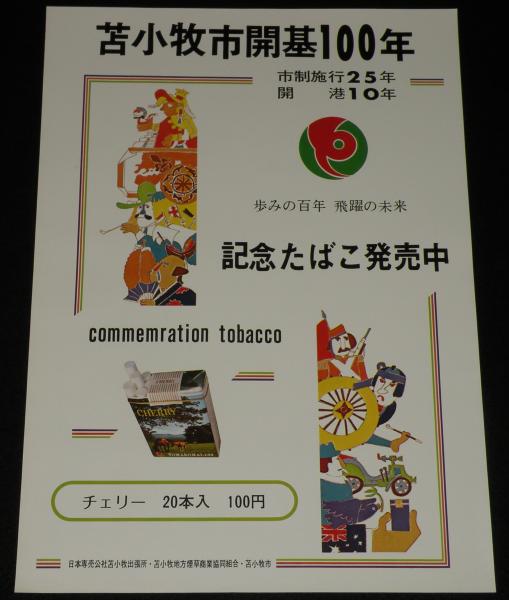 苫小牧市開基100年
市制施行25年
開港10年
歩みの百年 飛躍の未来
記念たばこ発売中
commemration tobacco
CHERRY
CHERRY
チェリー 20本入 100円
日本専売公社苫小牧出張所・苫小牧地方煙草商業協同組合・苫小牧市